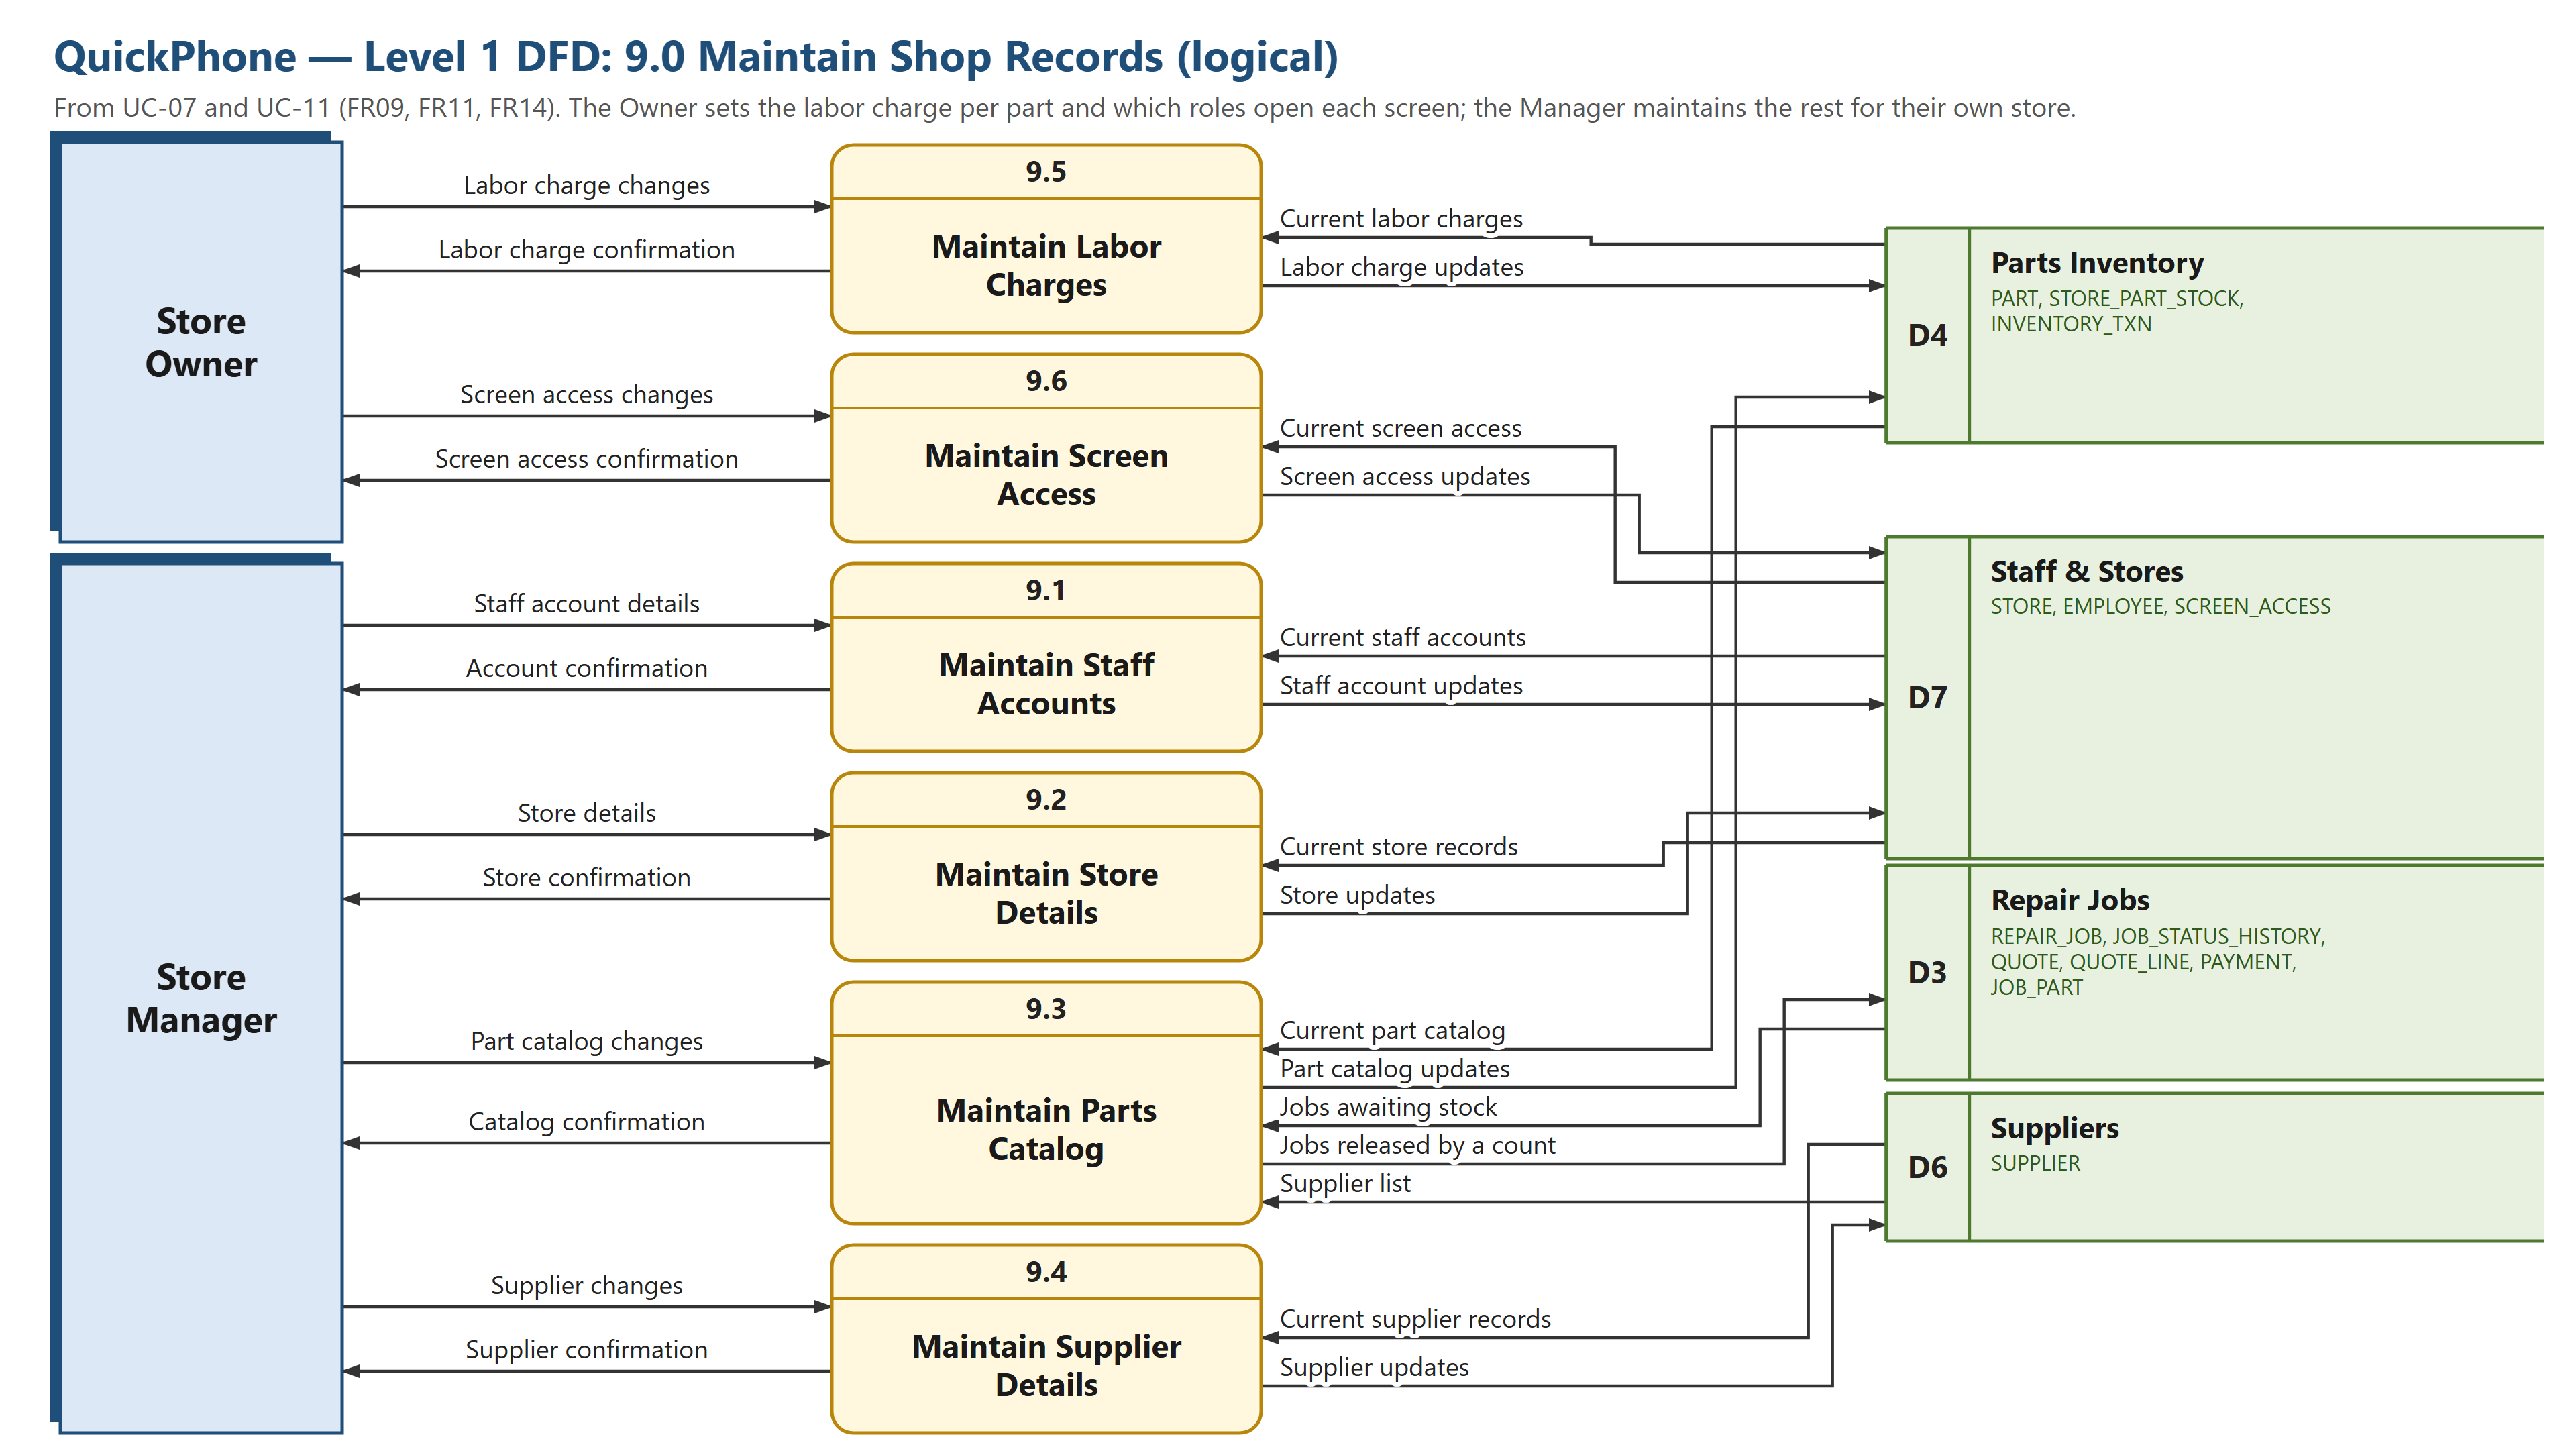 QuickPhone — Level 1 DFD: 9.0 Maintain Shop Records (logical)
From UC-07 and UC-11 (FR09, FR11, FR14). The Owner sets the labor charge per part and which roles open each screen; the Manager maintains the rest for their own store.
Store
Owner
Labor charge changes
Labor charge confirmation
Screen access changes
Screen access confirmation
9.5
Maintain Labor
Charges
Current labor charges
Labor charge updates
9.6
Maintain Screen
Access
Current screen access
Screen access updates
D4
Parts Inventory
PART, STORE_PART_STOCK,
INVENTORY_TXN
Store
Manager
Staff account details
Account confirmation
9.1
Maintain Staff
Accounts
Current staff accounts
Staff account updates
D7
Staff & Stores
STORE, EMPLOYEE, SCREEN_ACCESS
Store details
Store confirmation
9.2
Maintain Store
Details
Current store records
Store updates
D3
Repair Jobs
REPAIR_JOB, JOB_STATUS_HISTORY,
QUOTE, QUOTE_LINE, PAYMENT,
JOB_PART
Part catalog changes
Catalog confirmation
9.3
Maintain Parts
Catalog
Current part catalog
Part catalog updates
Jobs awaiting stock
Jobs released by a count
Supplier list
D6
Suppliers
SUPPLIER
Supplier changes
Supplier confirmation
9.4
Maintain Supplier
Details
Current supplier records
Supplier updates